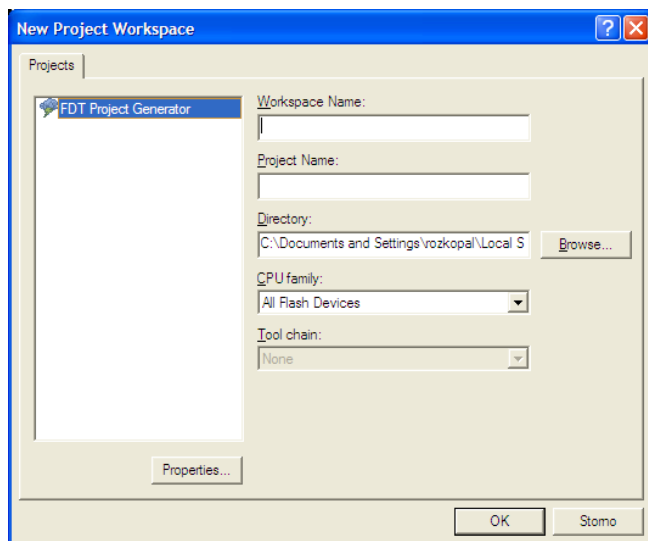 New Project Workspace
Projects
FDT Project Generator
Workspace Name:
Project Name:
Directory:
C:\Documents and Settings\rozkopal\Local S
Browse...
CPU family:
All Flash Devices
Tool chain:
None
Properties...
OK
Storno